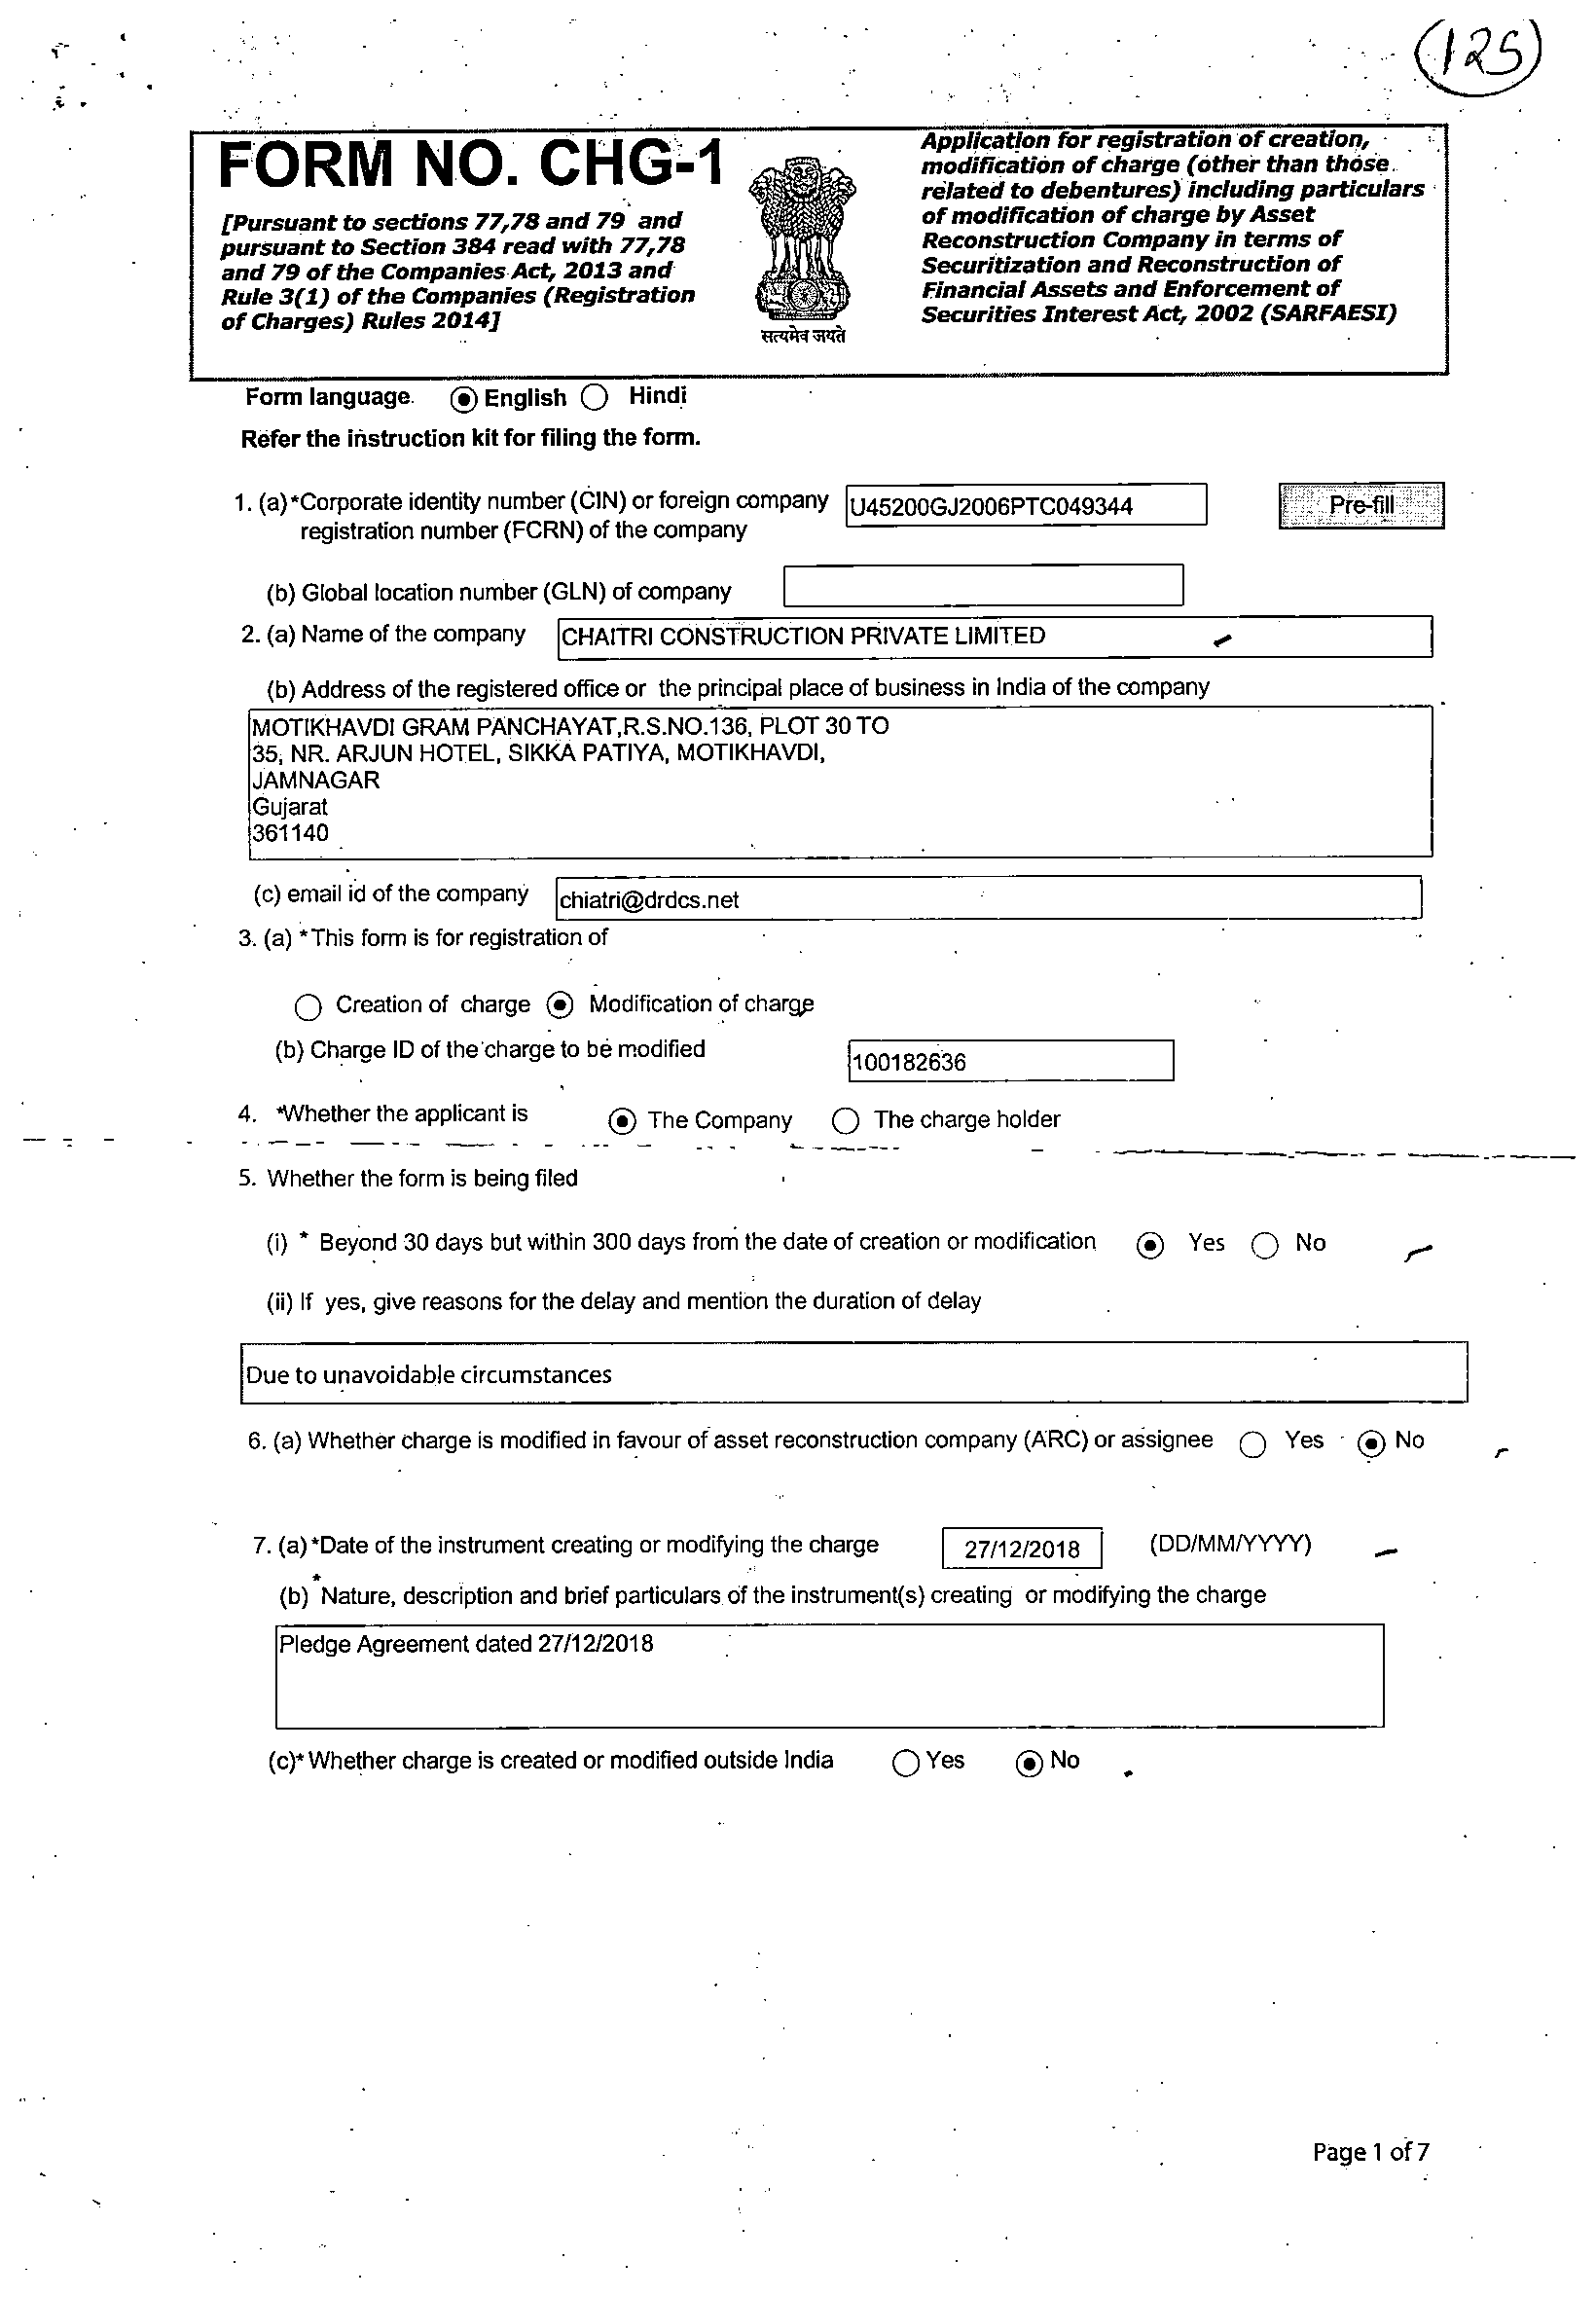 (125)
FORM NO. CHG-1
[Pursuant to sections 77,78 and 79 and
pursuant to Section 384 read with 77,78
and 79 of the Companies Act, 2013 and
Rule 3(1) of the Companies (Registration
of Charges) Rules 2014]
सत्यमेव जयते
Application for registration of creation,
modification of charge (other than those
related to debentures) including particulars
of modification of charge by Asset
Reconstruction Company in terms of
Securitization and Reconstruction of
Financial Assets and Enforcement of
Securities Interest Act, 2002 (SARFAESI)
Form language English Hindi
Refer the instruction kit for filing the form.
1. (a)*Corporate identity number (CIN) or foreign company U45200GJ2006PTC049344 Pre-fill
registration number (FCRN) of the company
(b) Global location number (GLN) of company
2. (a) Name of the company CHAITRI CONSTRUCTION PRIVATE LIMITED
(b) Address of the registered office or the principal place of business in India of the company
MOTIKHAVDI GRAM PANCHAYAT,R.S.NO.136, PLOT 30 TO
35, NR. ARJUN HOTEL, SIKKA PATIYA, MOTIKHAVDI,
JAMNAGAR
Gujarat
361140
(c) email id of the company chiatri@drdcs.net
3. (a) *This form is for registration of
Creation of charge Modification of charge
(b) Charge ID of the charge to be modified 100182636
4. *Whether the applicant is The Company The charge holder
5. Whether the form is being filed
(i) * Beyond 30 days but within 300 days from the date of creation or modification Yes No
(ii) If yes, give reasons for the delay and mention the duration of delay
Due to unavoidable circumstances
6. (a) Whether charge is modified in favour of asset reconstruction company (ARC) or assignee Yes No
7. (a)*Date of the instrument creating or modifying the charge 27/12/2018 (DD/MM/YYYY)
(b) *Nature, description and brief particulars of the instrument(s) creating or modifying the charge
Pledge Agreement dated 27/12/2018
(c)* Whether charge is created or modified outside India Yes No
Page 1 of 7